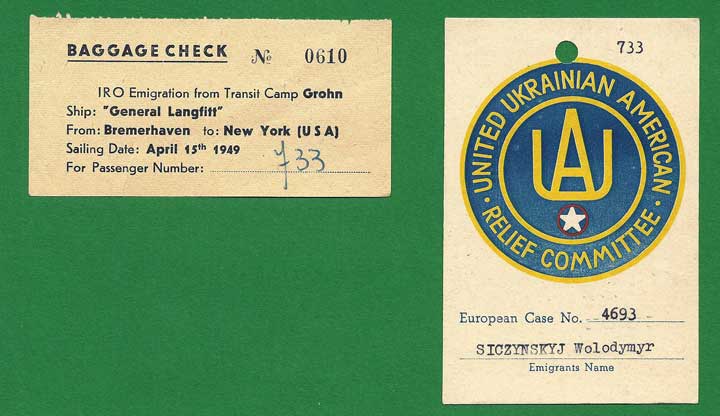 BAGGAGE CHECK № 0610
IRO Emigration from Transit Camp Grohn
Ship: "General Langfitt"
From: Bremerhaven to: New York (USA)
Sailing Date: April 15th 1949
For Passenger Number: 733
733
UNITED UKRAINIAN AMERICAN
RELIEF COMMITTEE
UA
European Case No. 4693
SICZYNSKYJ Wolodymyr
Emigrants Name